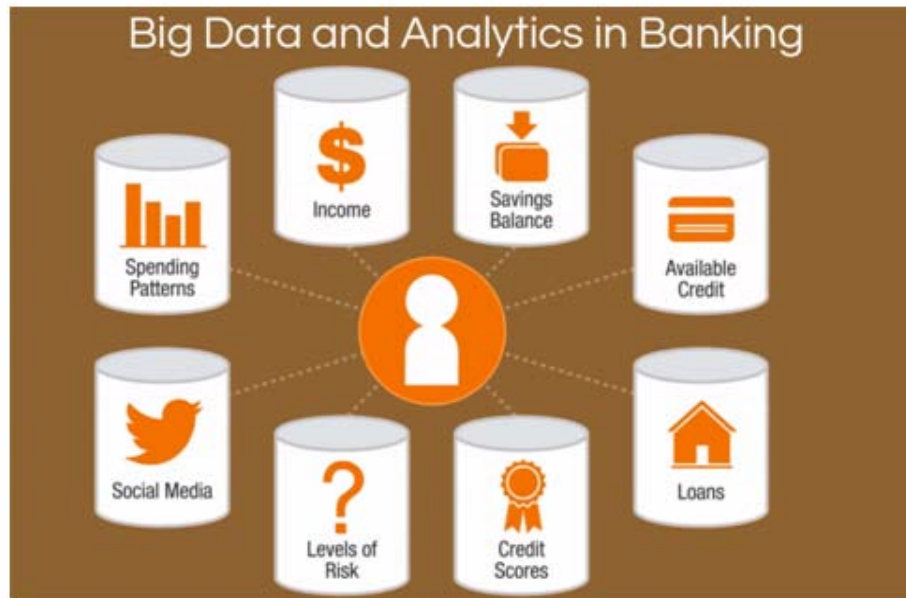 Big Data and Analytics in Banking
$
Income
Savings
Balance
Spending
Patterns
Available
Credit
Social Media
?
Levels of
Risk
Credit
Scores
Loans